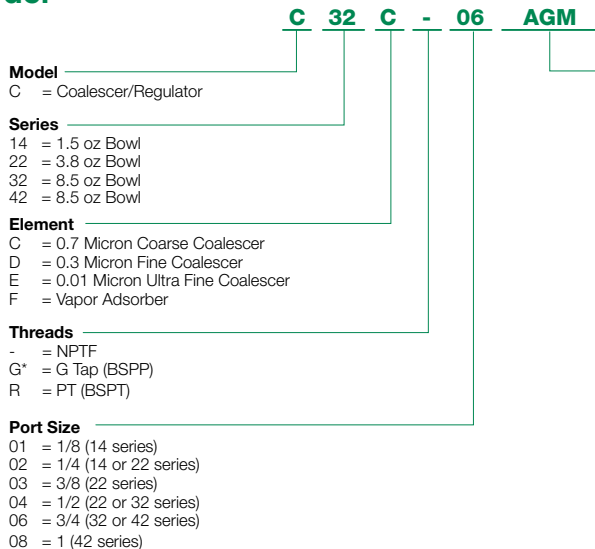 C 32 C - 06 AGM
Model
C = Coalescer/Regulator
Series
14 = 1.5 oz Bowl
22 = 3.8 oz Bowl
32 = 8.5 oz Bowl
42 = 8.5 oz Bowl
Element
C = 0.7 Micron Coarse Coalescer
D = 0.3 Micron Fine Coalescer
E = 0.01 Micron Ultra Fine Coalescer
F = Vapor Adsorber
Threads
- = NPTF
G* = G Tap (BSPP)
R = PT (BSPT)
Port Size
01 = 1/8 (14 series)
02 = 1/4 (14 or 22 series)
03 = 3/8 (22 series)
04 = 1/2 (22 or 32 series)
06 = 3/4 (32 or 42 series)
08 = 1 (42 series)